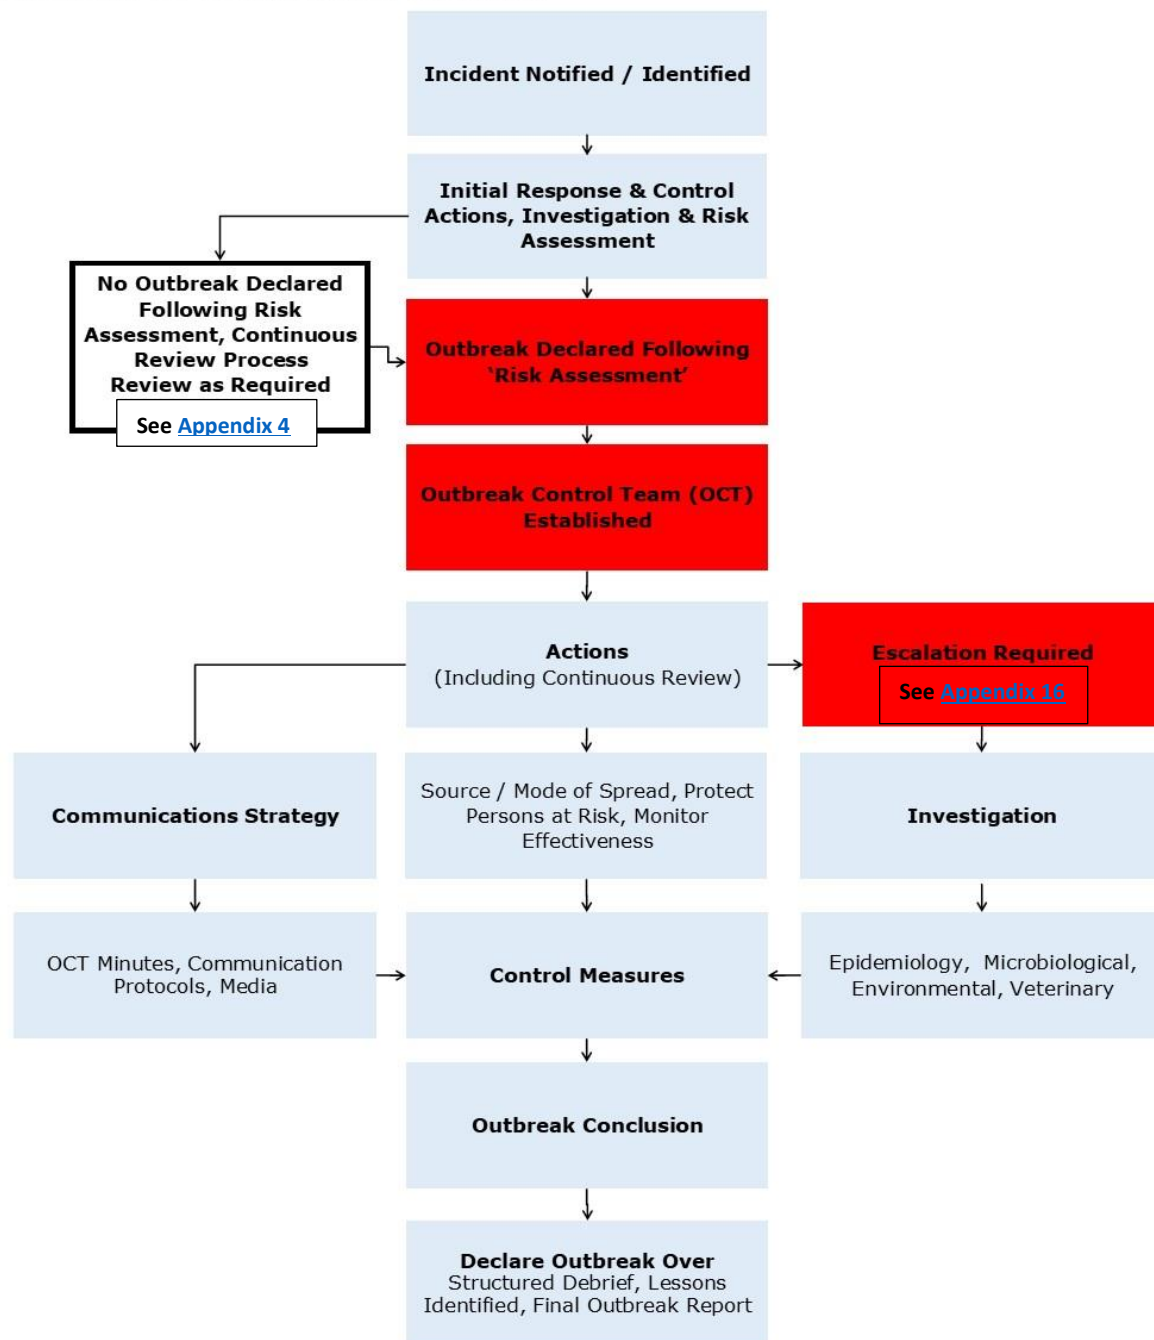 Incident Notified / Identified
Initial Response & Control
Actions, Investigation & Risk
Assessment
No Outbreak Declared
Following Risk
Assessment, Continuous
Review Process
Review as Required
See Appendix 4
Outbreak Declared Following
‘Risk Assessment’
Outbreak Control Team (OCT)
Established
Actions
(Including Continuous Review)
Escalation Required
See Appendix 16
Communications Strategy
Source / Mode of Spread, Protect
Persons at Risk, Monitor
Effectiveness
Investigation
OCT Minutes, Communication
Protocols, Media
Control Measures
Epidemiology, Microbiological,
Environmental, Veterinary
Outbreak Conclusion
Declare Outbreak Over
Structured Debrief, Lessons
Identified, Final Outbreak Report